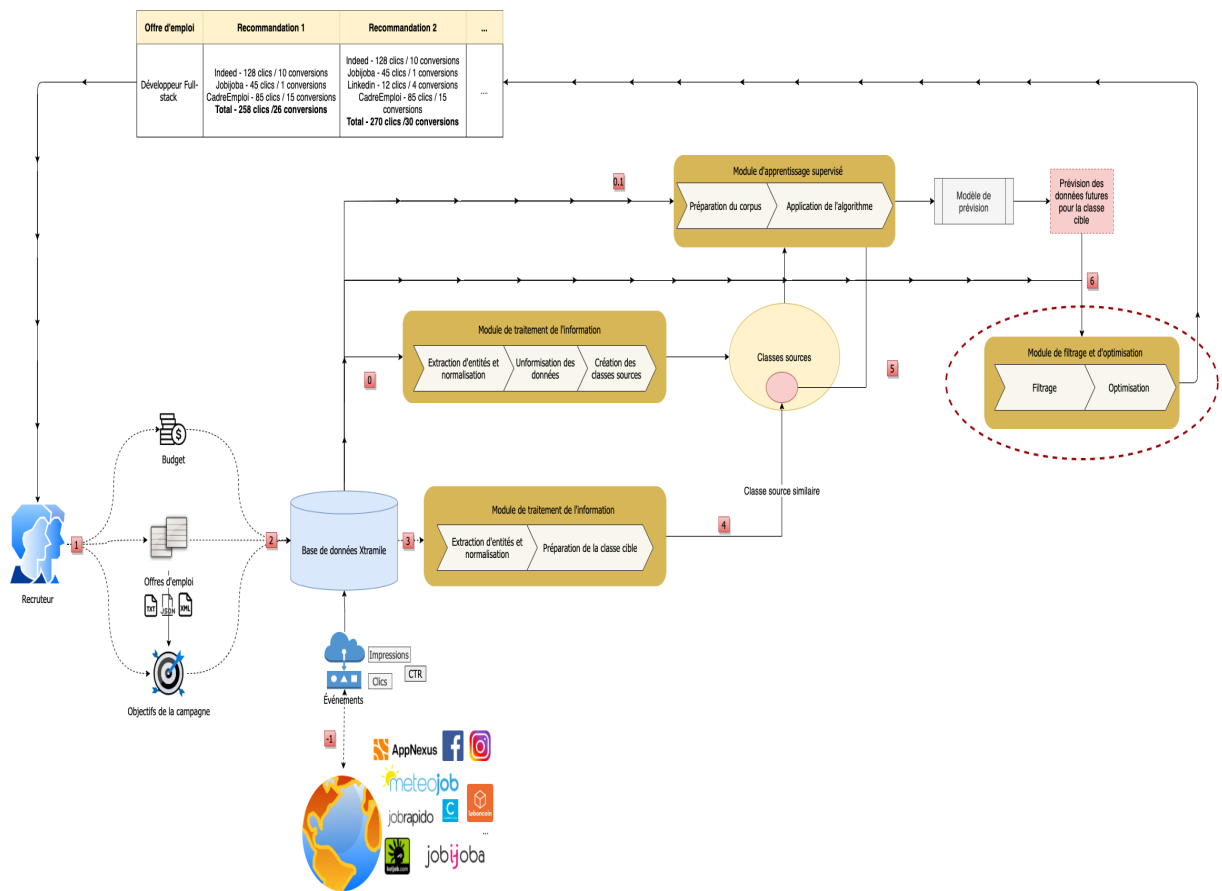 Offre d'emploi
Recommandation 1
Recommandation 2
...
Développeur Full-
stack
Indeed - 128 clics / 10 conversions
Jobijoba - 45 clics / 1 conversions
CadreEmploi - 85 clics / 15 conversions
Total - 258 clics /26 conversions
Indeed - 128 clics / 10 conversions
Jobijoba - 45 clics / 1 conversions
Linkedin - 12 clics / 4 conversions
CadreEmploi - 85 clics / 15
conversions
Total - 270 clics /30 conversions
....
0.1
Module d'apprentissage supervisé
Préparation du corpus
Application de l'algorithme
Modèle de
prévision
Prévision des
données futures
pour la classe
cible
6
Module de traitement de l'information
Extraction d'entités et
normalisation
Unformisation des
données
Création des
classes sources
0
Classes sources
5
Module de filtrage et d'optimisation
Filtrage
Optimisation
Budget
Classe source similaire
1
2
3
4
Base de données Xtramile
Module de traitement de l'information
Extraction d'entités et
normalisation
Préparation de la classe cible
Recruteur
Offres d'emploi
TXT
JSON
XML
Objectifs de la campagne
Impressions
Clics
CTR
Événements
-1
AppNexus
meteojob
jobrapido
C
leboncoin
...
jobijoba